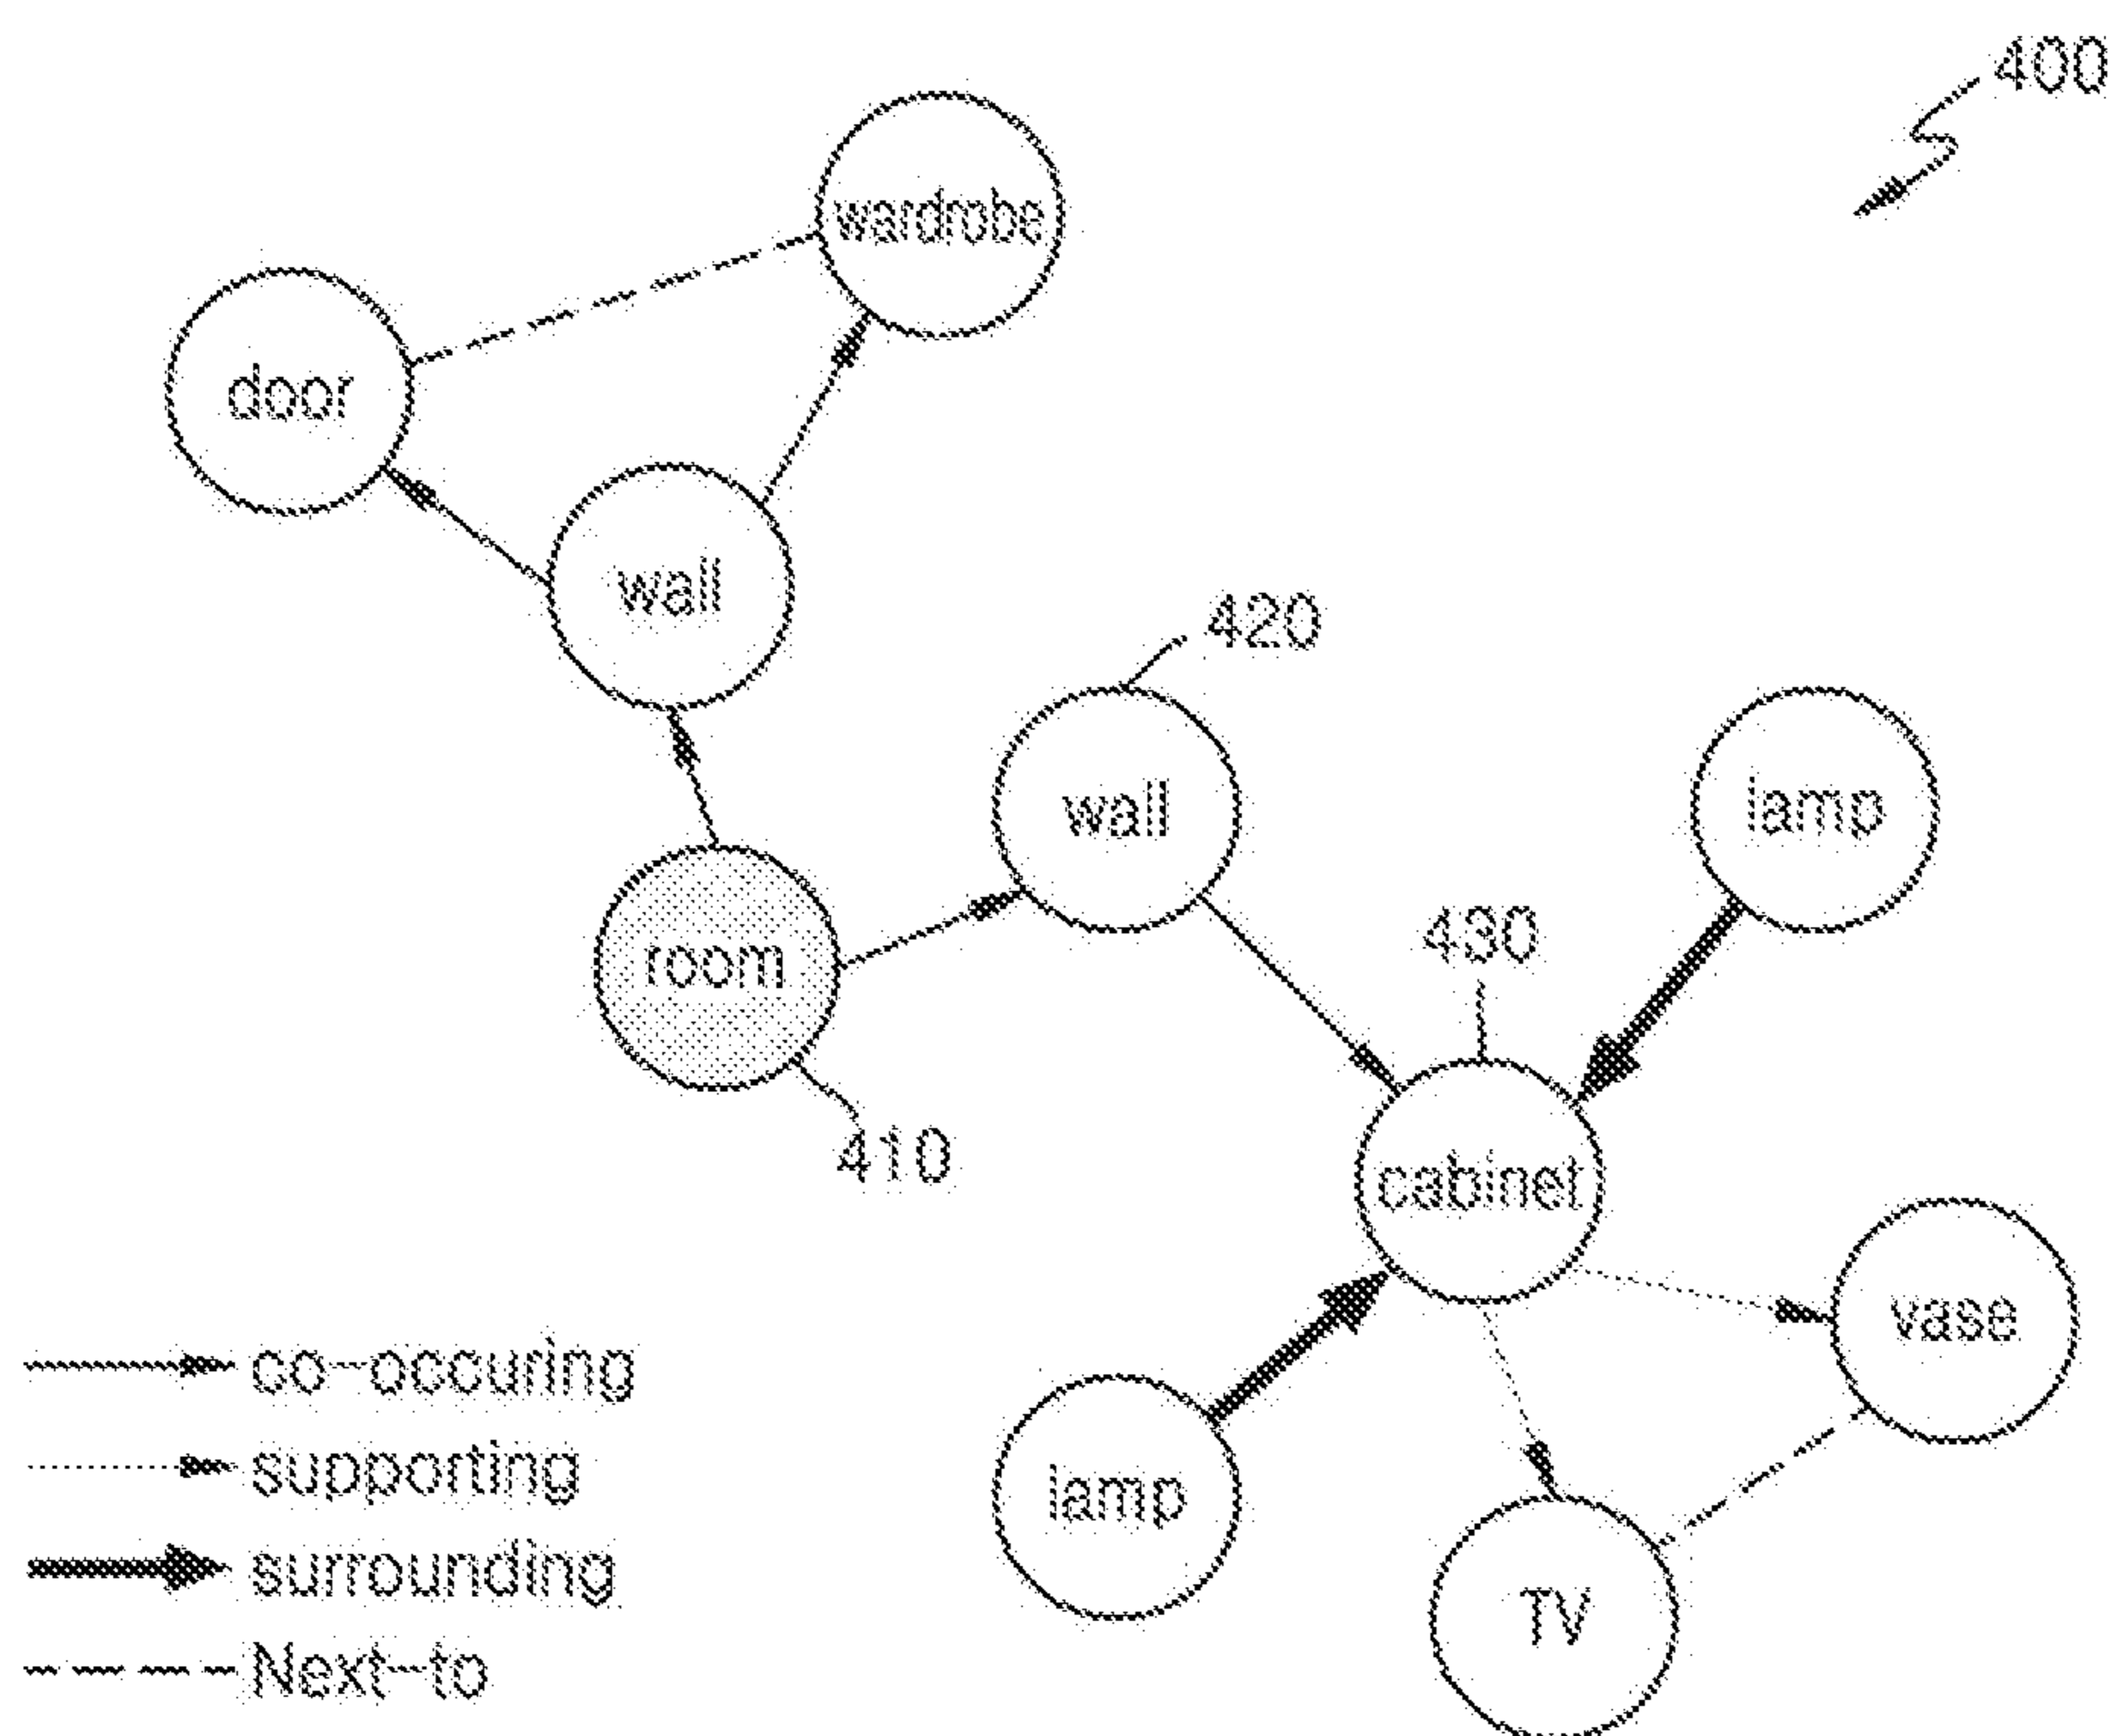 400
wardrobe
door
wall
420
wall
lamp
430
room
410
cabinet
vase
co-occuring
supporting
lamp
surrounding
TV
Next-to